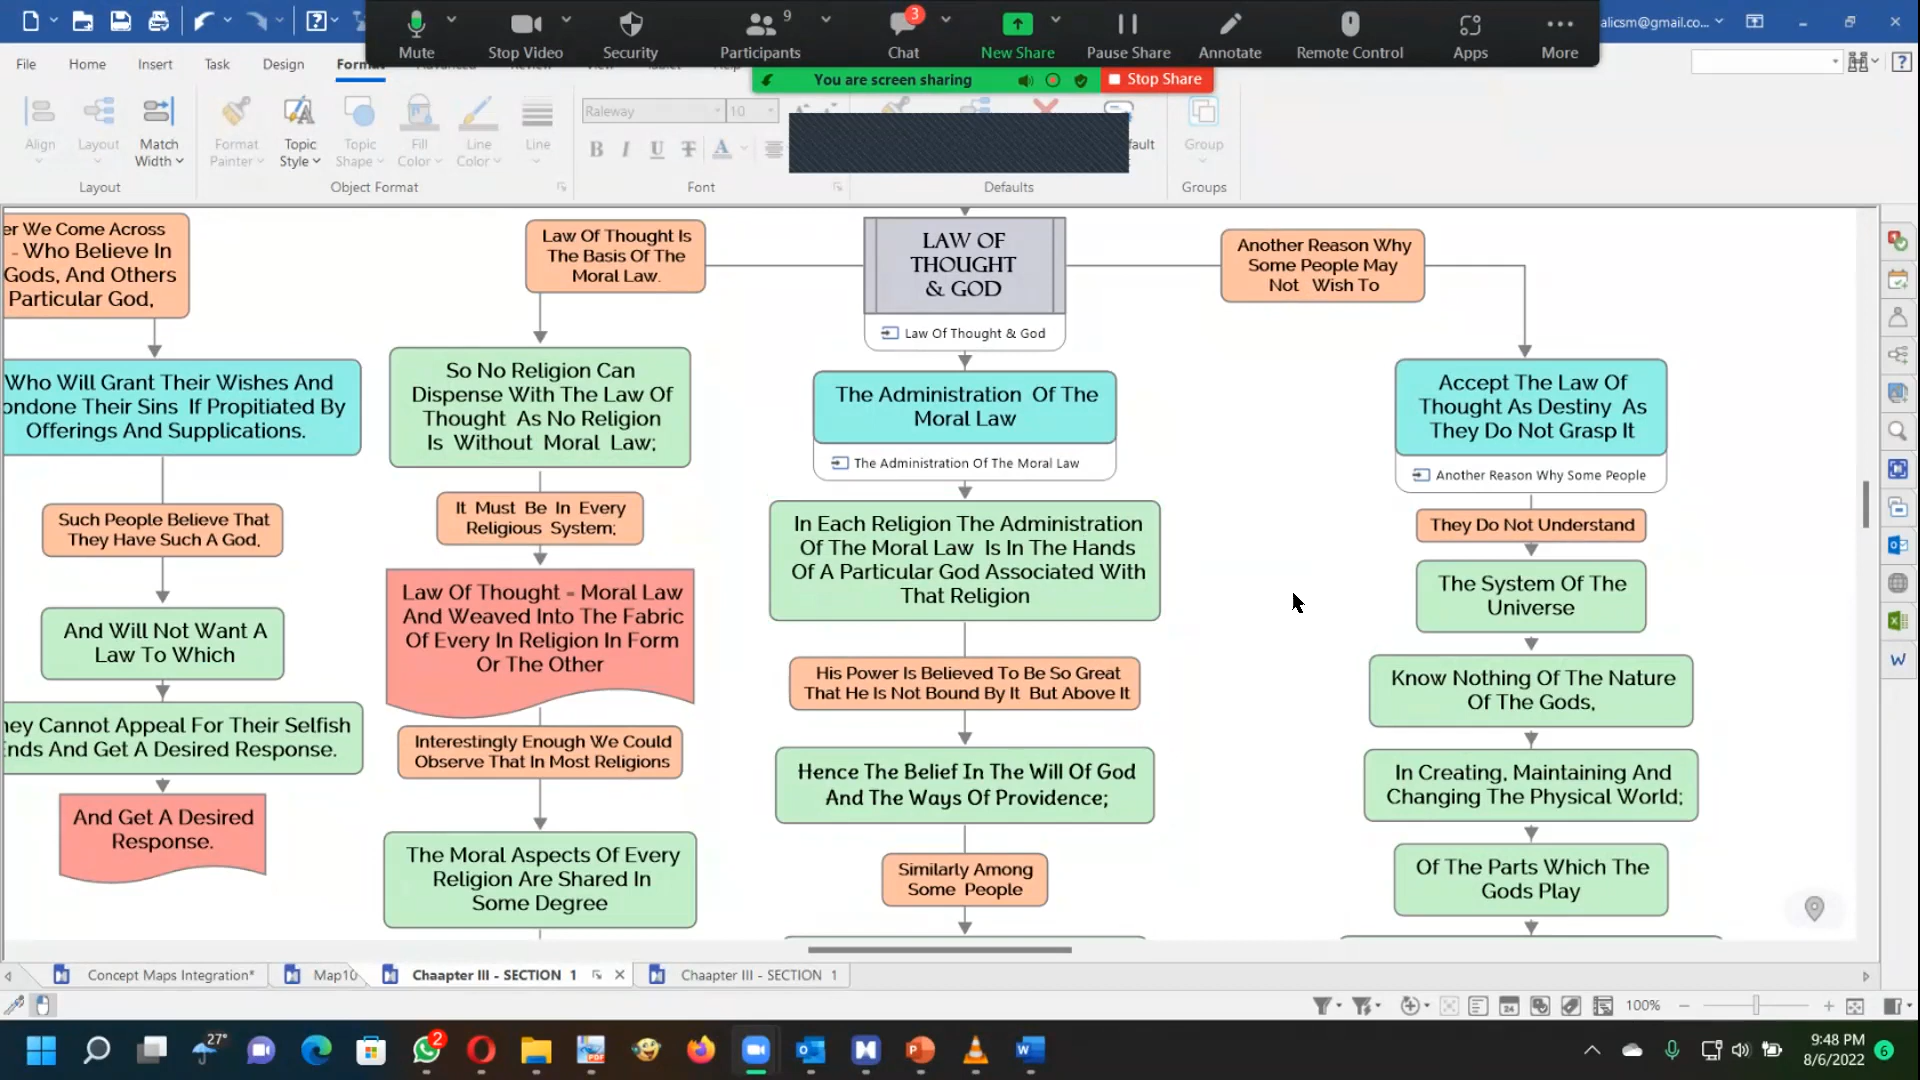 Mute
Stop Video
Security
9
Participants
3
Chat
New Share
Pause Share
Annotate
Remote Control
Apps
More
alicsm@gmail.co...
You are screen sharing
Stop Share
File
Home
Insert
Task
Design
Align
Layout
Match
Width
Layout
Format
Painter
Topic
Style
Topic
Shape
Fill
Color
Line
Color
Line
Object Format
Raleway
10
B I U T A
Font
Defaults
Group
Groups
er We Come Across
- Who Believe In
Gods, And Others
Particular God,
Who Will Grant Their Wishes And
ondone Their Sins If Propitiated By
Offerings And Supplications.
Such People Believe That
They Have Such A God,
And Will Not Want A
Law To Which
hey Cannot Appeal For Their Selfish
Ends And Get A Desired Response.
And Get A Desired
Response.
Law Of Thought Is
The Basis Of The
Moral Law.
So No Religion Can
Dispense With The Law Of
Thought As No Religion
Is Without Moral Law;
It Must Be In Every
Religious System;
Law Of Thought = Moral Law
And Weaved Into The Fabric
Of Every In Religion In Form
Or The Other
Interestingly Enough We Could
Observe That In Most Religions
The Moral Aspects Of Every
Religion Are Shared In
Some Degree
LAW OF
THOUGHT
& GOD
Law Of Thought & God
The Administration Of The
Moral Law
The Administration Of The Moral Law
In Each Religion The Administration
Of The Moral Law Is In The Hands
Of A Particular God Associated With
That Religion
His Power Is Believed To Be So Great
That He Is Not Bound By It But Above It
Hence The Belief In The Will Of God
And The Ways Of Providence;
Similarly Among
Some People
Another Reason Why
Some People May
Not Wish To
Accept The Law Of
Thought As Destiny As
They Do Not Grasp It
Another Reason Why Some People
They Do Not Understand
The System Of The
Universe
Know Nothing Of The Nature
Of The Gods,
In Creating, Maintaining And
Changing The Physical World;
Of The Parts Which The
Gods Play
Concept Maps Integration*
Map10
Chaapter III - SECTION 1
Chaapter III - SECTION 1
100%
27°
2
9:48 PM
8/6/2022
6